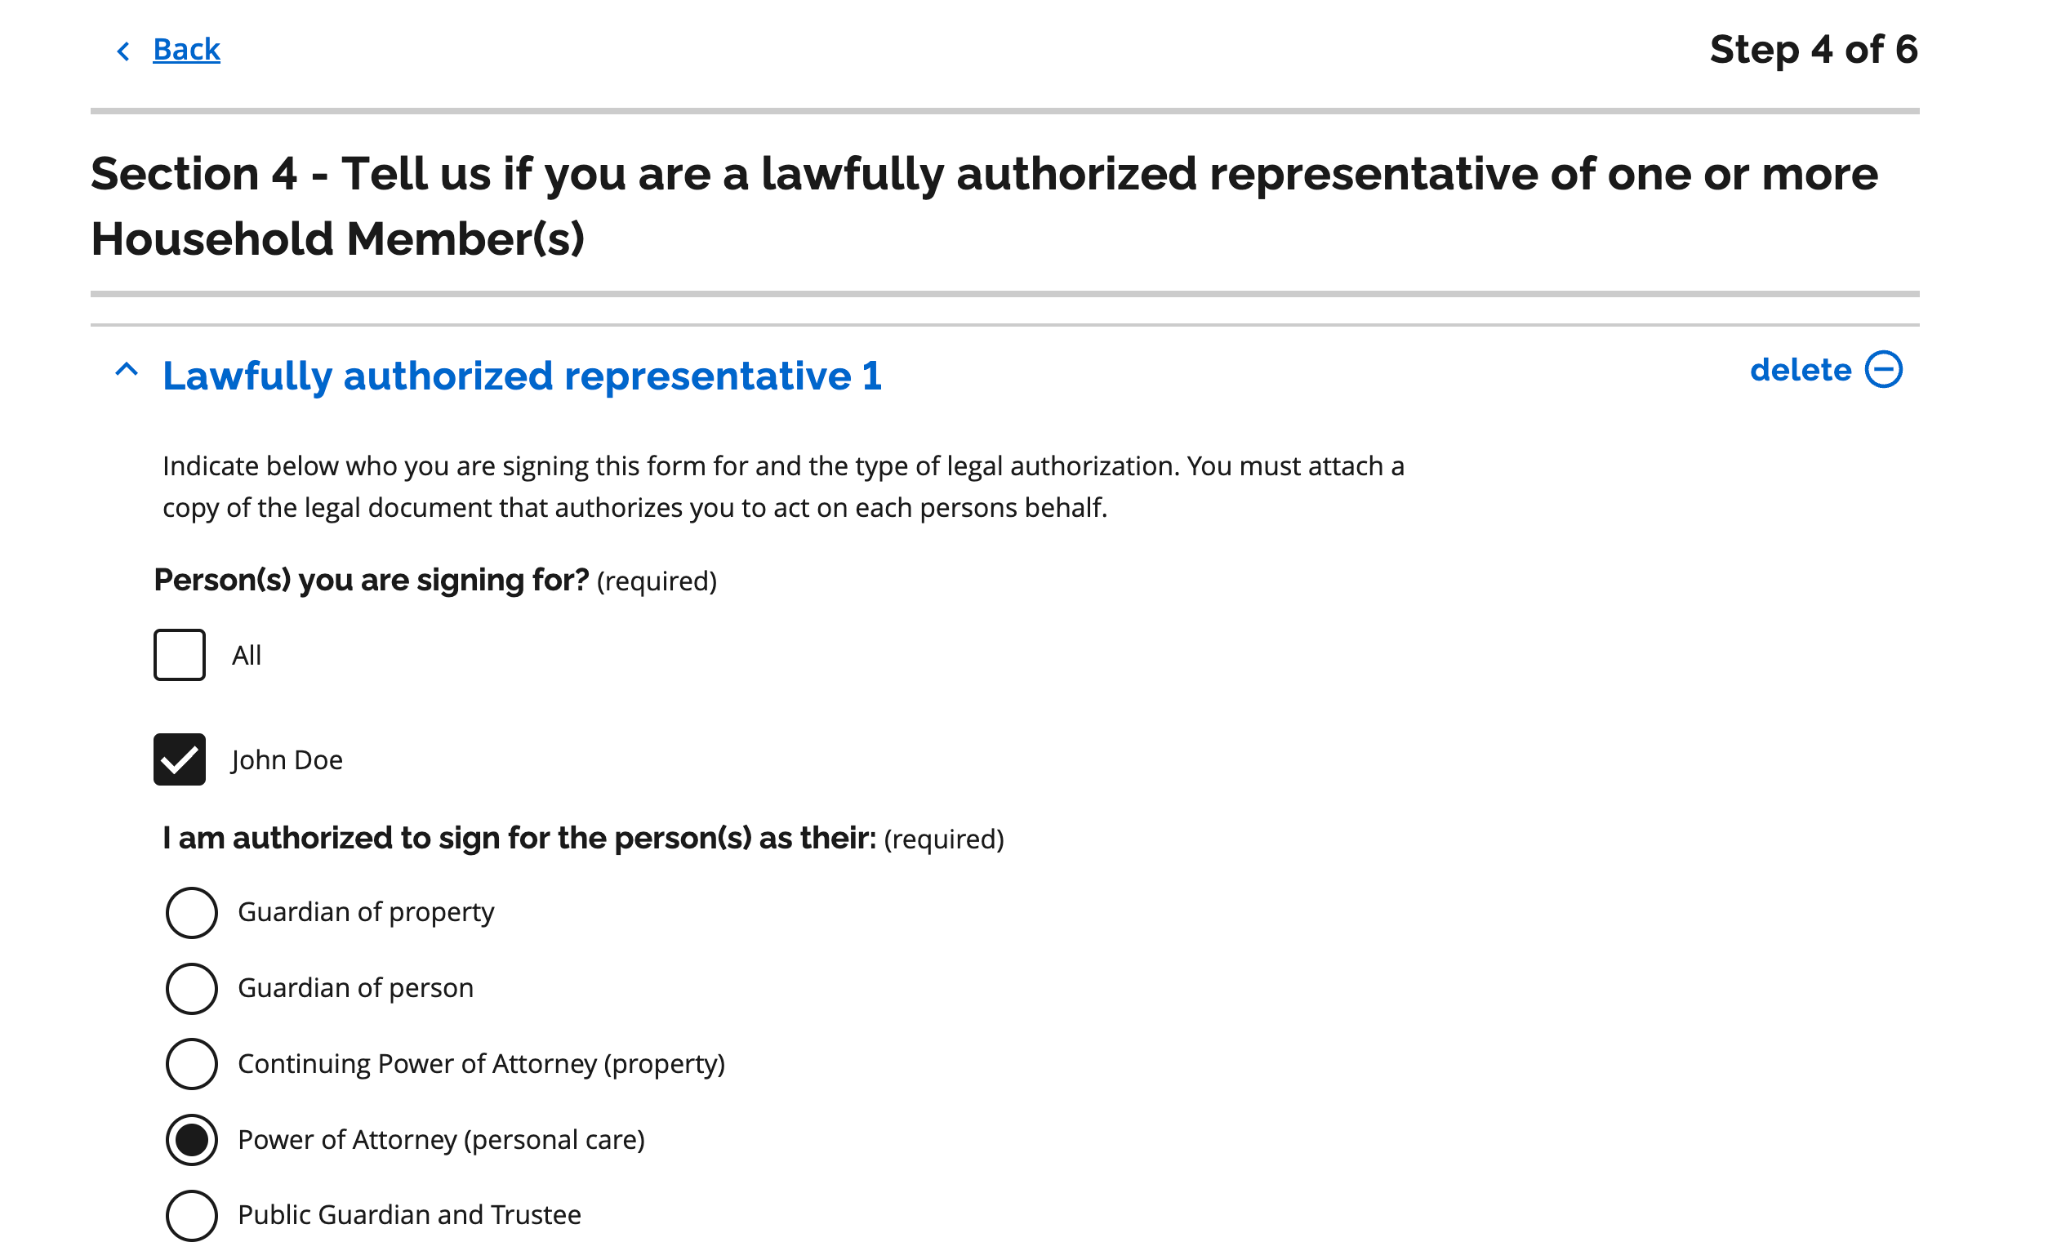 Back
Step 4 of 6
Section 4 - Tell us if you are a lawfully authorized representative of one or more
Household Member(s)
Lawfully authorized representative 1
delete
Indicate below who you are signing this form for and the type of legal authorization. You must attach a
copy of the legal document that authorizes you to act on each persons behalf.
Person(s) you are signing for? (required)
All
John Doe
I am authorized to sign for the person(s) as their: (required)
Guardian of property
Guardian of person
Continuing Power of Attorney (property)
Power of Attorney (personal care)
Public Guardian and Trustee